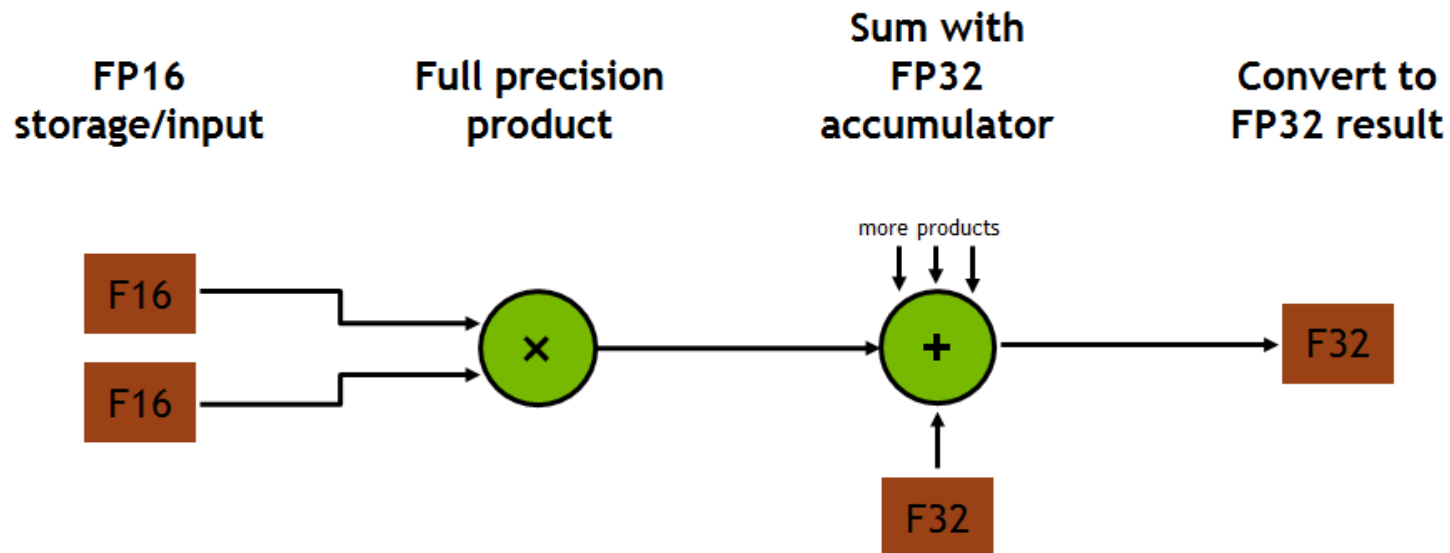 FP16
storage/input
Full precision
product
Sum with
FP32
accumulator
Convert to
FP32 result
more products
F16
F16
×
+
F32
F32